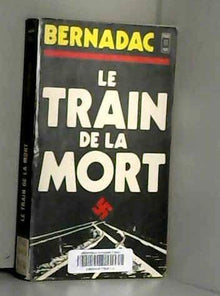 BERNADAC
LE
TRAIN
DE LA
MORT
LE TRAIN DE LA MORT